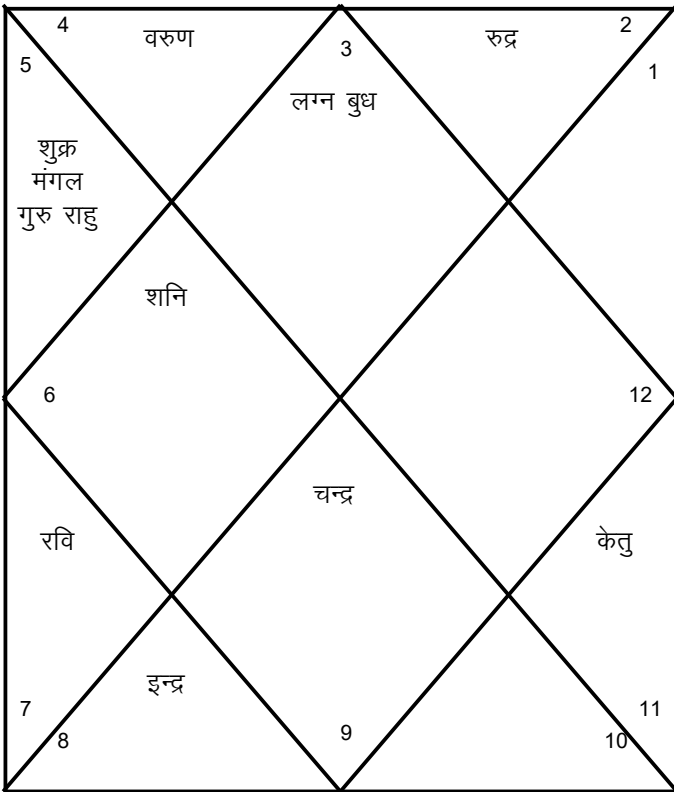 4 वरुण 3 रुद्र 2
5 1
लग्न बुध
शुक्र
मंगल
गुरु राहु
शनि
6 12
चन्द्र
रवि केतु
इन्द्र
7 11
8 9 10